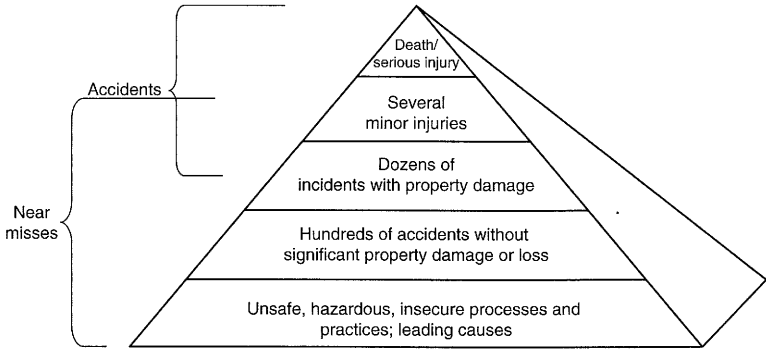 Death/
serious injury
Accidents
Several
minor injuries
Dozens of
incidents with property damage
Near
misses
Hundreds of accidents without
significant property damage or loss
Unsafe, hazardous, insecure processes and
practices; leading causes